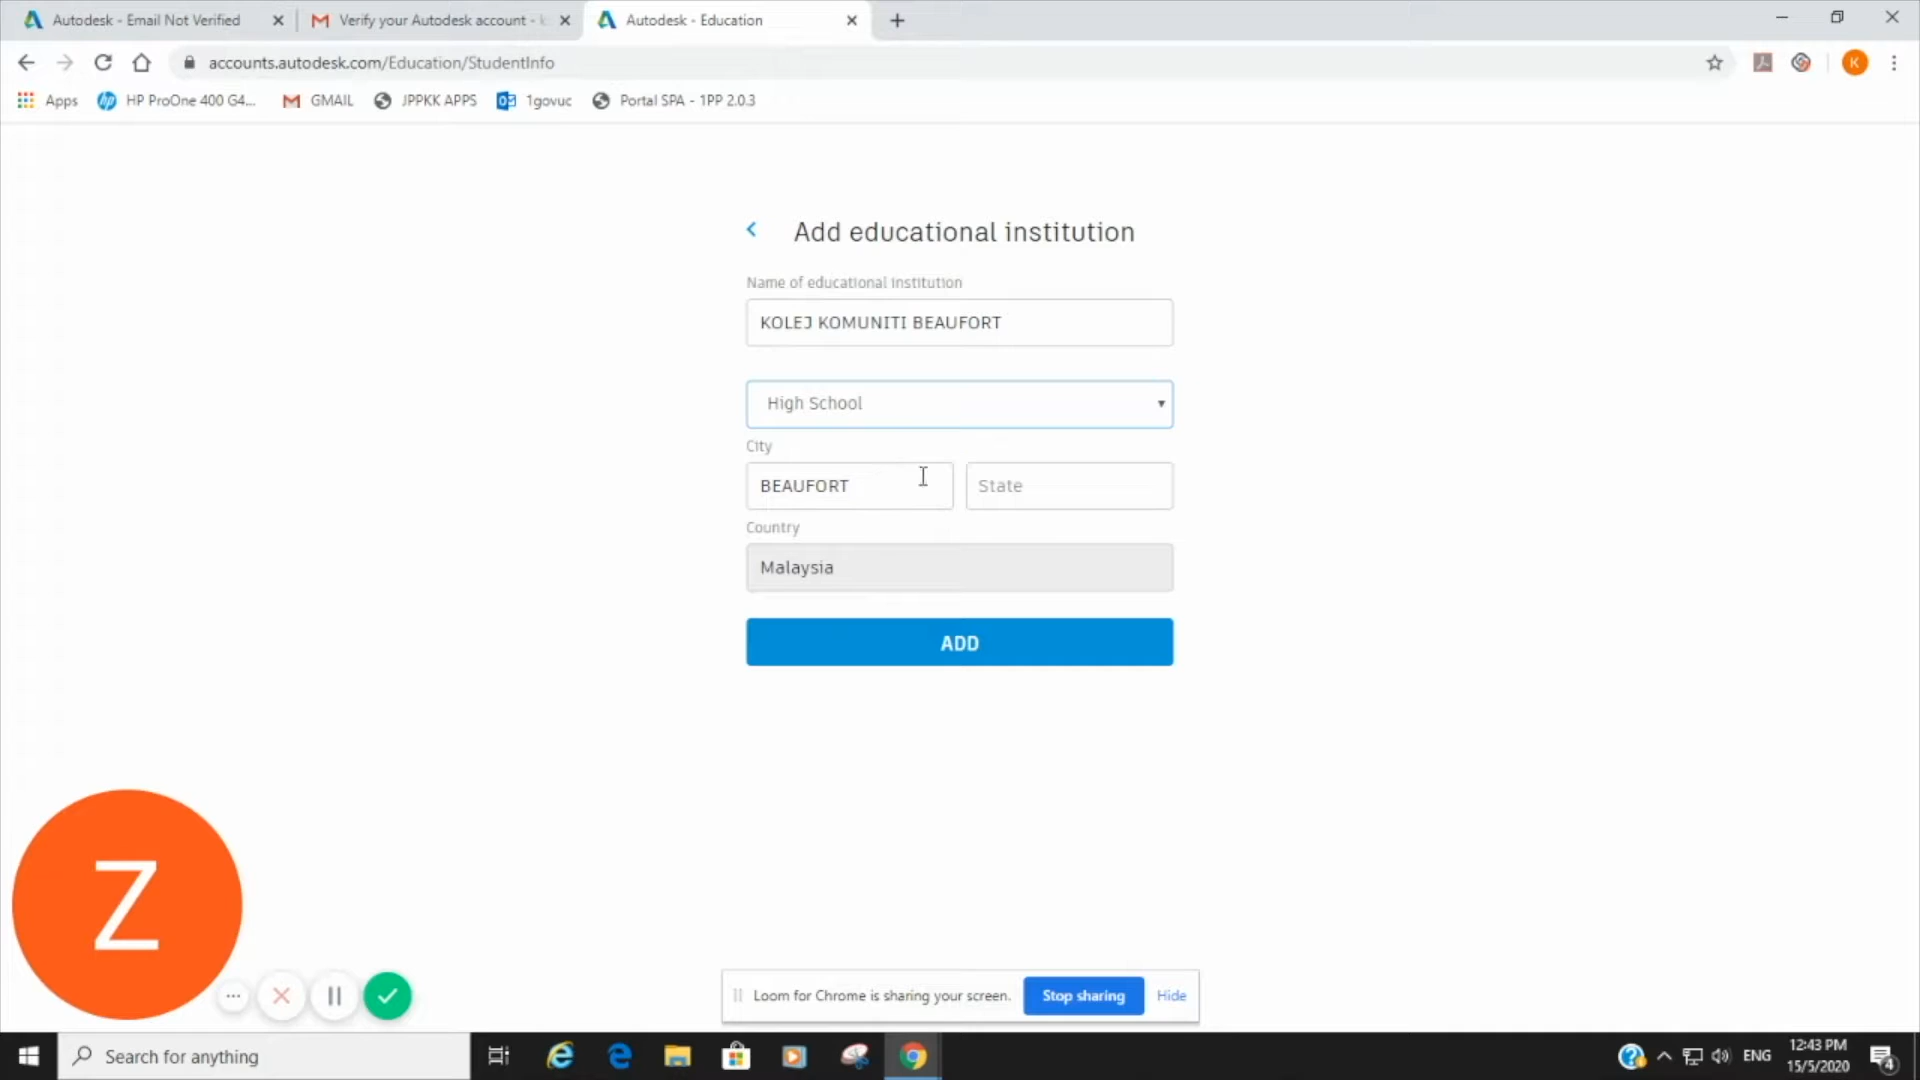 Autodesk - Email Not Verified
Verify your Autodesk account -
Autodesk - Education
accounts.autodesk.com/Education/StudentInfo
K
Apps
HP ProOne 400 G4...
GMAIL
JPPKK APPS
1govuc
Portal SPA - 1PP 2.0.3
Add educational institution
Name of educational institution
KOLEJ KOMUNITI BEAUFORT
High School
City
BEAUFORT
State
Country
Malaysia
ADD
Z
Loom for Chrome is sharing your screen.
Stop sharing
Hide
Search for anything
ENG
12:43 PM
15/5/2020
4